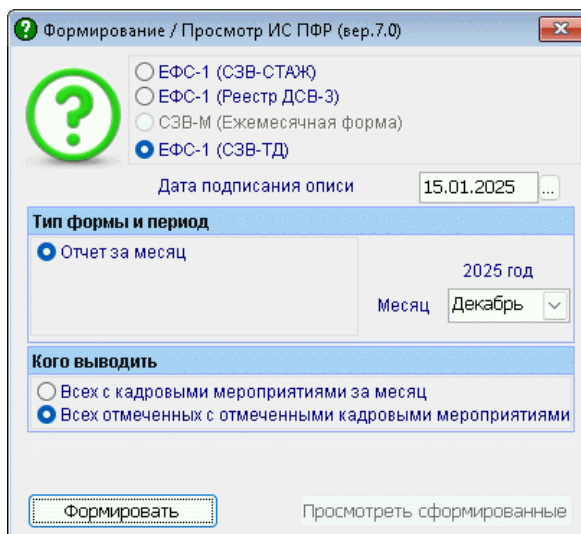 Формирование / Просмотр ИС ПФР (вер.7.0)
ЕФС-1 (СЗВ-СТАЖ)
ЕФС-1 (Реестр ДСВ-3)
СЗВ-М (Ежемесячная форма)
ЕФС-1 (СЗВ-ТД)
Дата подписания описи 15.01.2025 ...
Тип формы и период
Отчет за месяц
2025 год
Месяц Декабрь
Кого выводить
Всех с кадровыми мероприятиями за месяц
Всех отмеченных с отмеченными кадровыми мероприятиями
Формировать Просмотреть сформированные